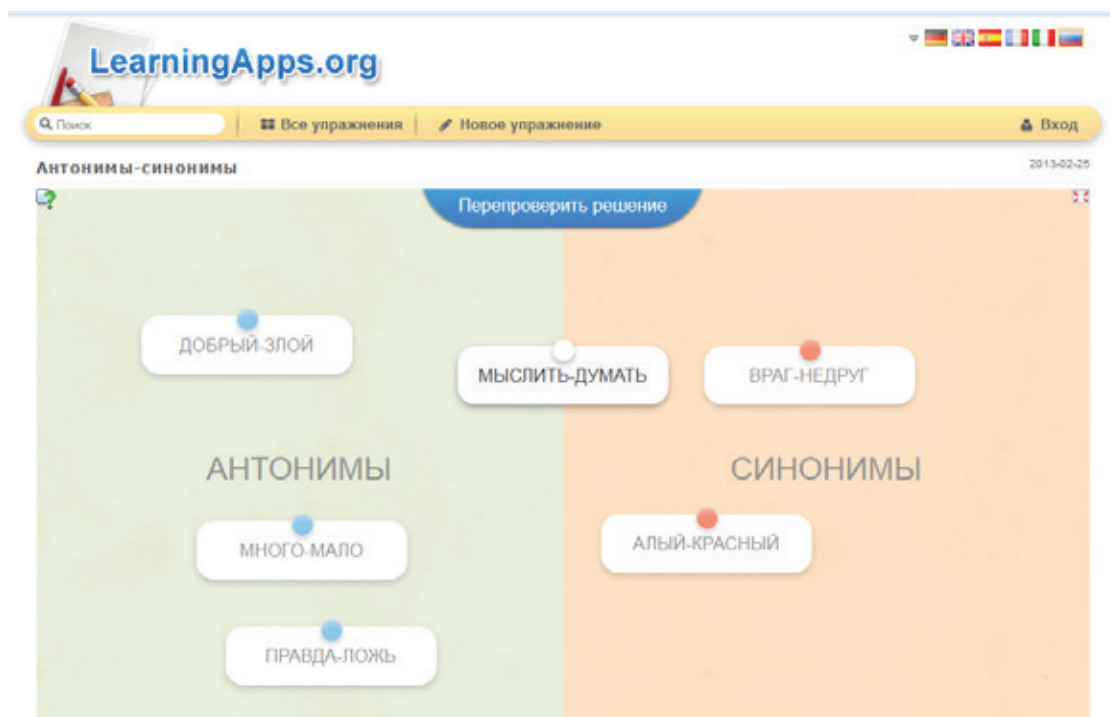 LearningApps.org
Поиск
Все упражнения
Новое упражнение
Вход
Антонимы-синонимы
2013-02-25
Перепроверить решение
ДОБРЫЙ-ЗЛОЙ
МЫСЛИТЬ-ДУМАТЬ
ВРАГ-НЕДРУГ
АНТОНИМЫ
СИНОНИМЫ
МНОГО-МАЛО
АЛЫЙ-КРАСНЫЙ
ПРАВДА-ЛОЖЬ